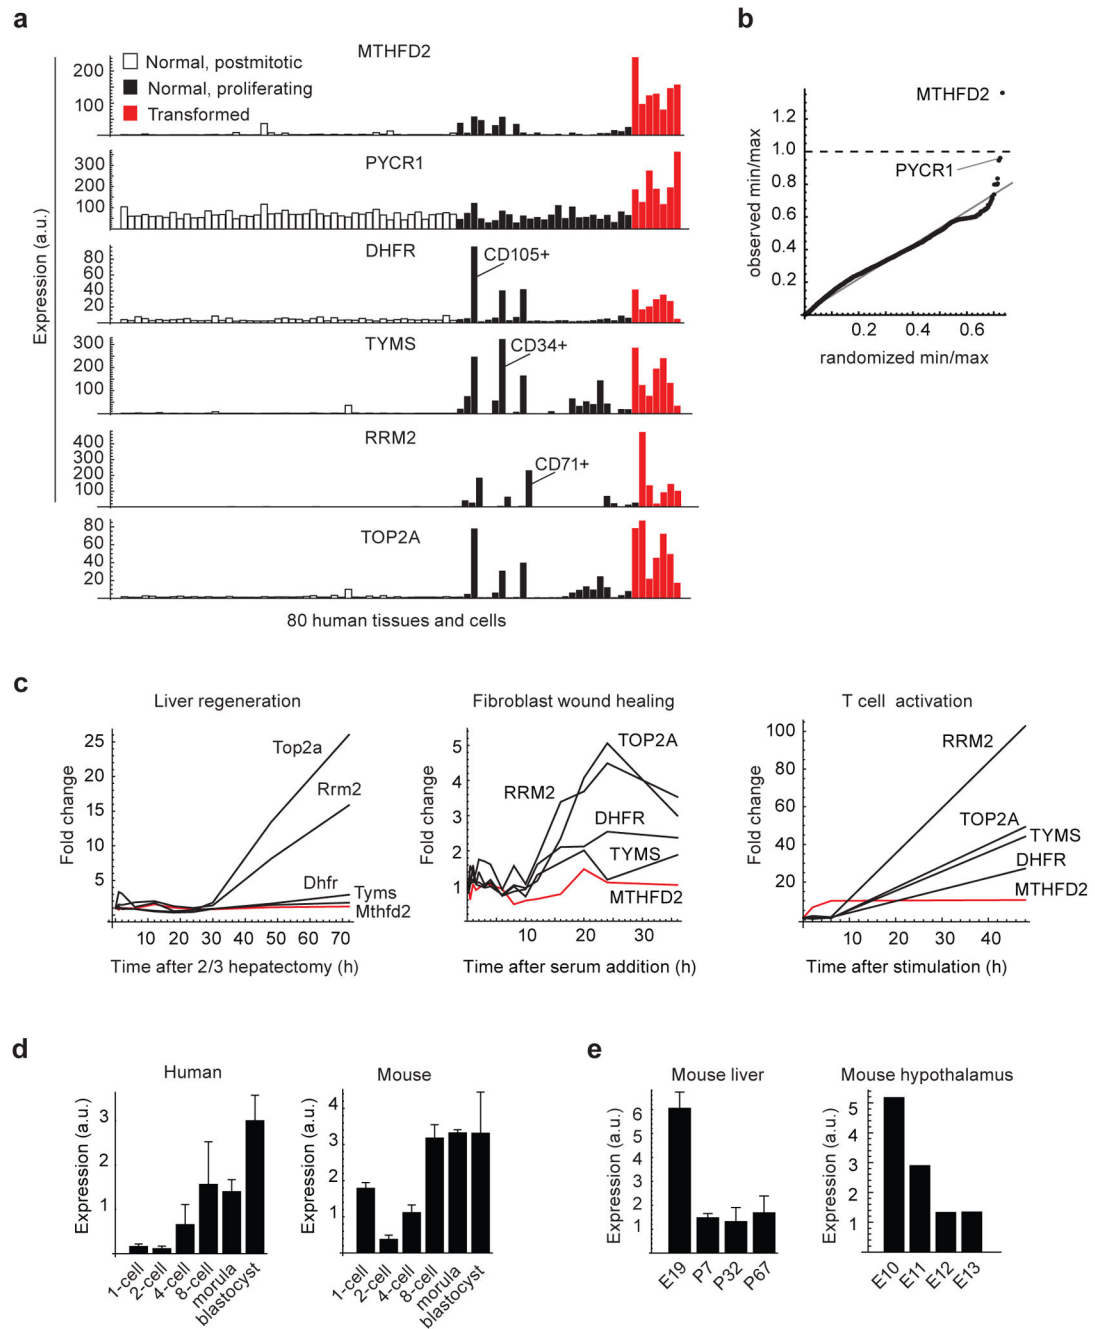 a
MTHFD2
Normal, postmitotic
Normal, proliferating
Transformed
200
100
PYCR1
300
200
100
DHFR
CD105+
80
60
40
20
TYMS
CD34+
300
200
100
RRM2
CD71+
400
300
200
100
TOP2A
80
60
40
20
Expression (a.u.)
80 human tissues and cells
b
MTHFD2
PYCR1
1.2
1.0
0.8
0.6
0.4
0.2
observed min/max
0.2 0.4 0.6
randomized min/max
c
Liver regeneration
Top2a
Rrm2
Dhfr
Tyms
Mthfd2
25
20
15
10
5
Fold change
10 20 30 40 50 60 70
Time after 2/3 hepatectomy (h)
Fibroblast wound healing
TOP2A
RRM2
DHFR
TYMS
MTHFD2
5
4
3
2
1
Fold change
10 20 30
Time after serum addition (h)
T cell activation
RRM2
TOP2A
TYMS
DHFR
MTHFD2
100
80
60
40
20
Fold change
10 20 30 40
Time after stimulation (h)
d
Human
3
2
1
Expression (a.u.)
1-cell
2-cell
4-cell
8-cell
morula
blastocyst
Mouse
4
3
2
1
Expression (a.u.)
1-cell
2-cell
4-cell
8-cell
morula
blastocyst
e
Mouse liver
6
4
3
2
1
Expression (a.u.)
E19
P7
P32
P67
Mouse hypothalamus
5
4
3
2
1
Expression (a.u.)
E10
E11
E12
E13